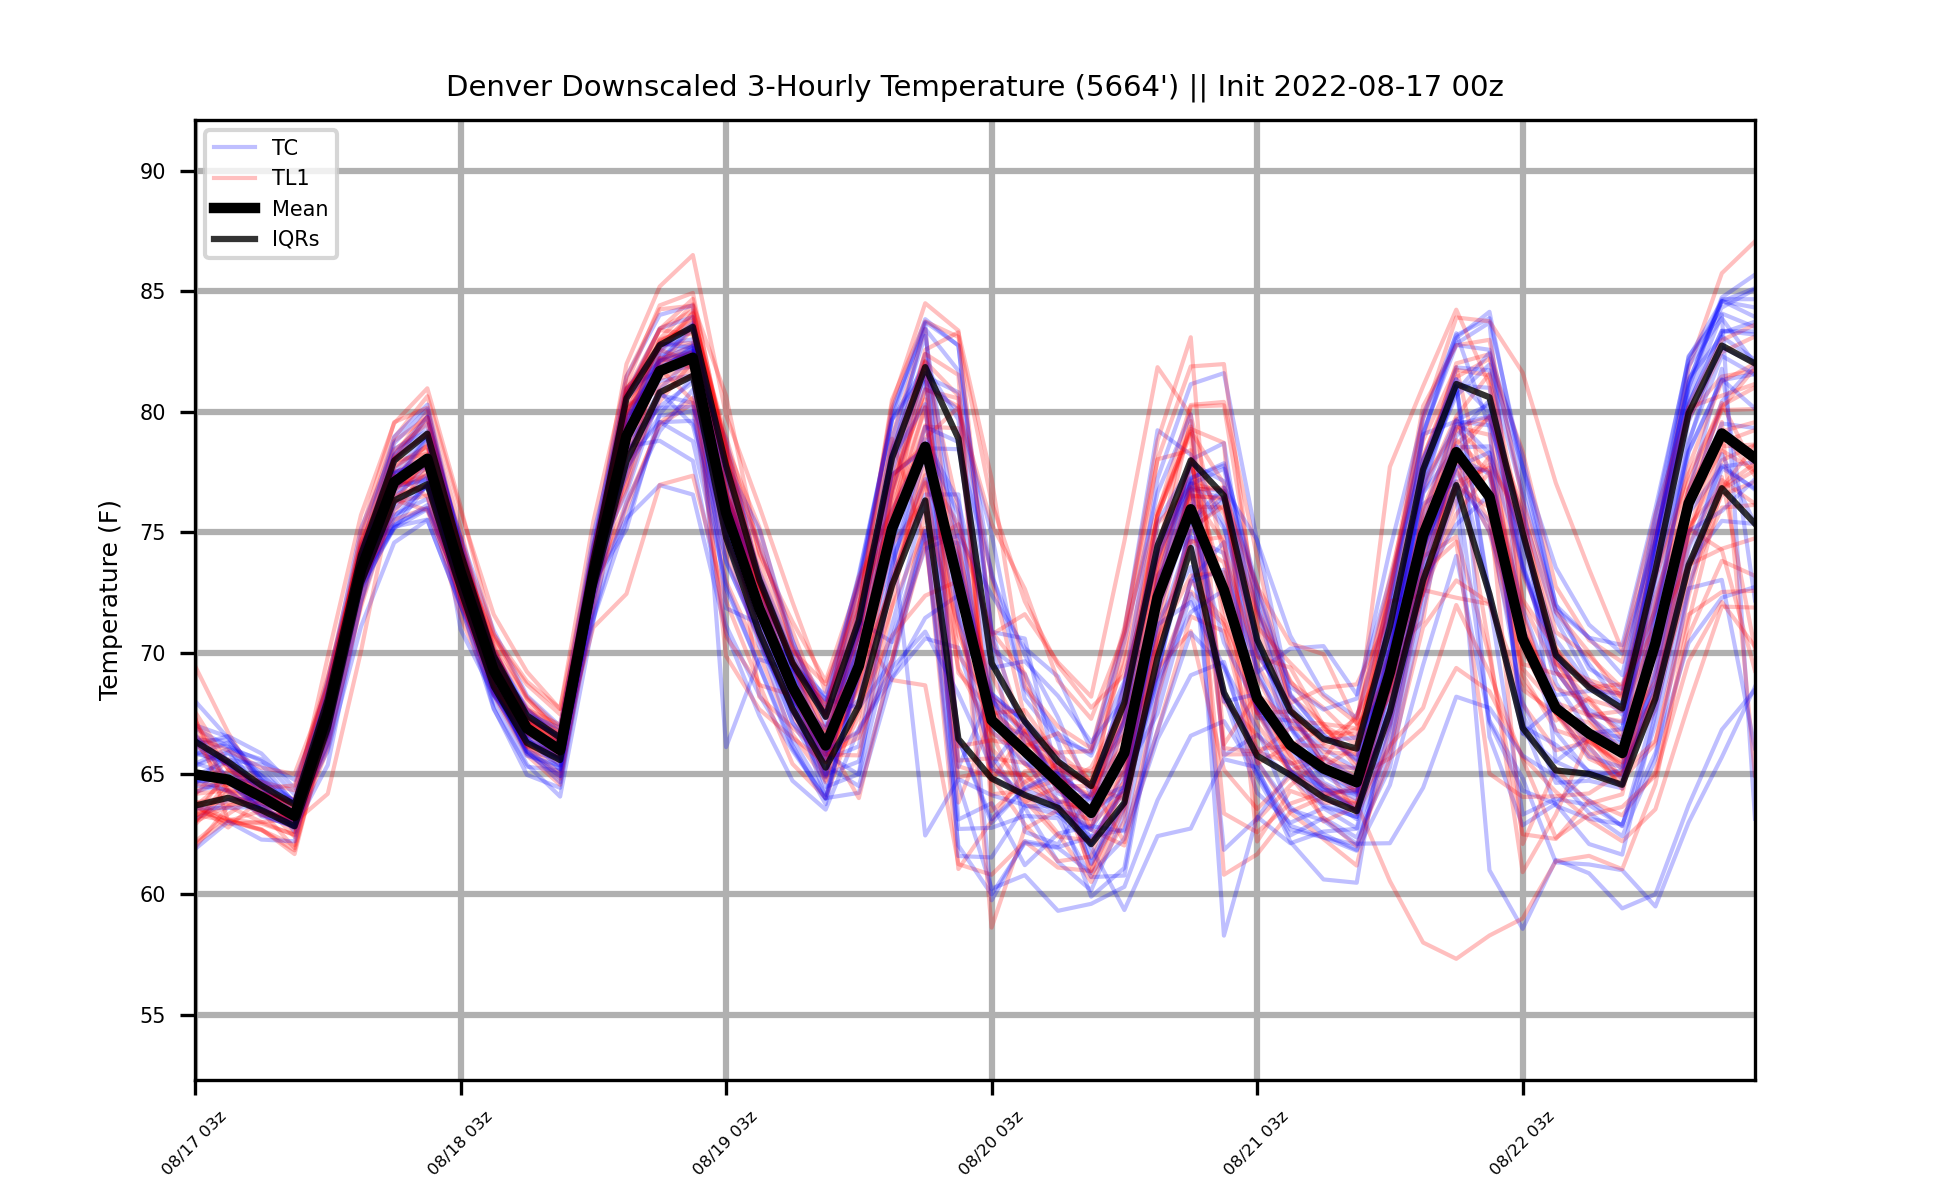 Denver Downscaled 3-Hourly Temperature (5664') || Init 2022-08-17 00z
TC
TL1
Mean
IQRs
Temperature (F)
90
85
80
75
70
65
60
55
08/17 03z
08/18 03z
08/19 03z
08/20 03z
08/21 03z
08/22 03z